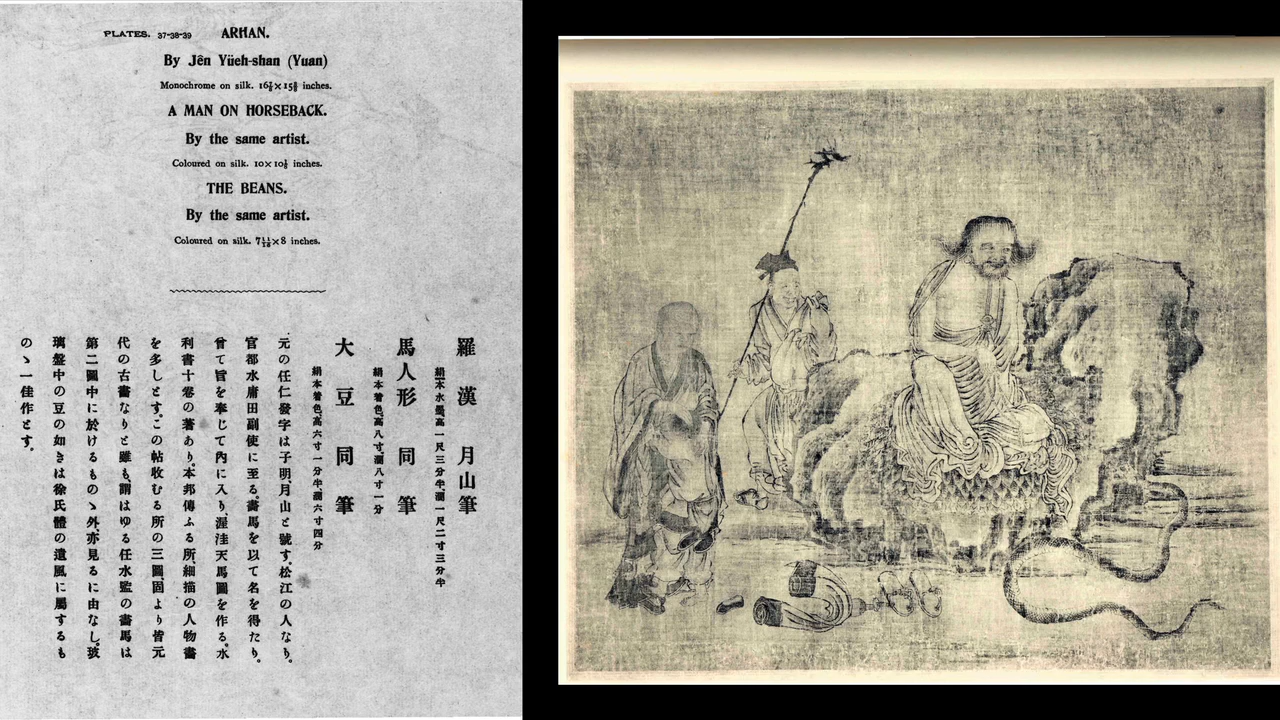 PLATES. 37-38-39 ARHAN.
By Jên Yüeh-shan (Yuan)
Monochrome on silk. 16⅞×15⅜ inches.
A MAN ON HORSEBACK.
By the same artist.
Coloured on silk. 10×10⅛ inches.
THE BEANS.
By the same artist.
Coloured on silk. 7 11/16×8 inches.
羅漢 月山筆
絹本水墨、高一尺三分半、濶一尺二寸三分半
馬人形 同筆
絹本着色、高八寸、濶八寸一分
大豆 同筆
絹本着色、高六寸一分半、濶六寸四分
元の任仁發字は子明、月山と號す。松江の人なり。
官都水庸田副使に至る。畵馬を以て名を得たり。
曾て旨を奉じて內に入り、渥洼天馬圖を作る。水
利書十卷の著あり。本邦傳ふる所、細描の人物畵
を多しとす。この帖收むる所の三圖、固より皆元
代の古畵なりと雖も、謂はゆる任水監の畵馬は
第二圖中に於けるものゝ外、亦見るに由なし。玻
璃盤中の豆の如きは徐氏體の遺風に屬するも
のゝ一佳作とす。